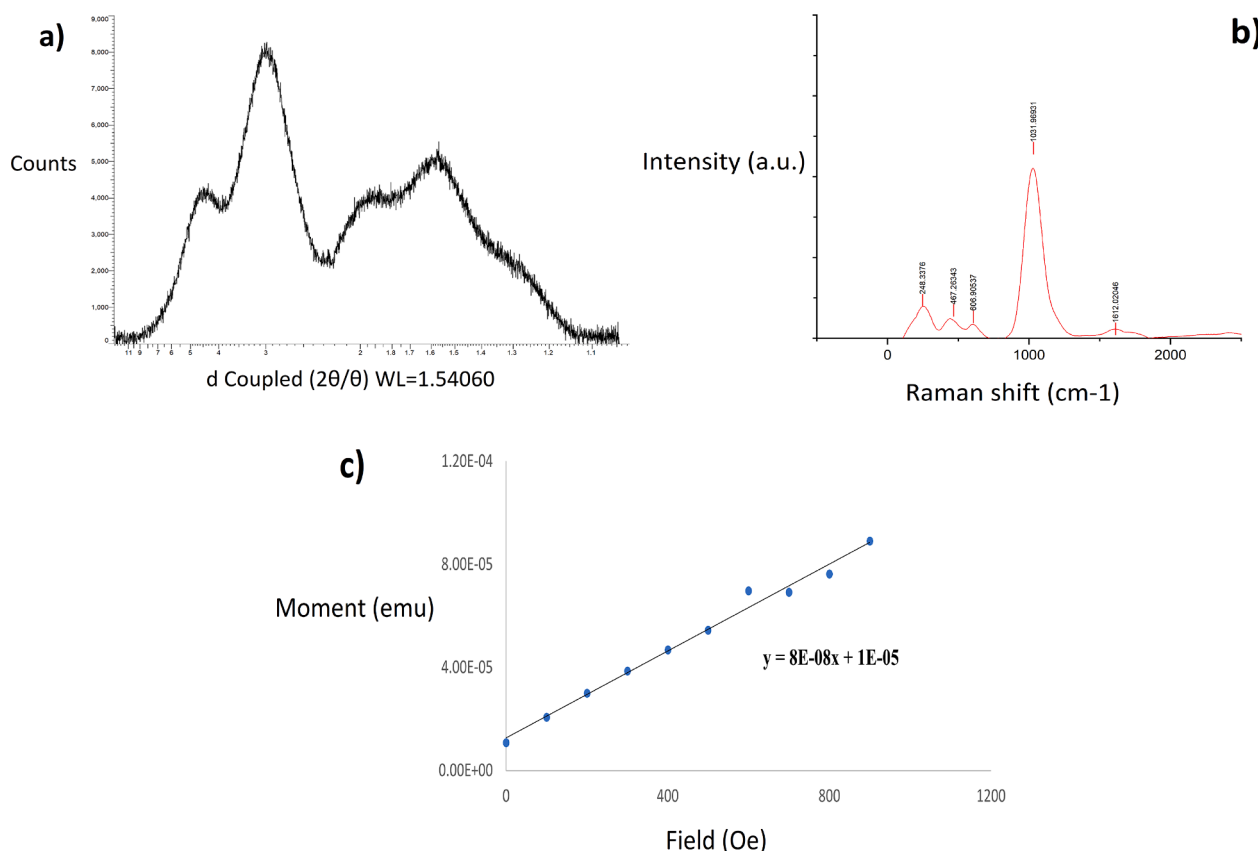 a)
9,000
8,000
7,000
6,000
5,000
4,000
3,000
2,000
1,000
0
Counts
11 9 7 6 5 4 3 2 1.8 1.7 1.6 1.5 1.4 1.3 1.2 1.1
d Coupled (2θ/θ) WL=1.54060
b)
Intensity (a.u.)
248.3376
467.26343
606.90537
1031.96931
1612.02046
0 1000 2000
Raman shift (cm-1)
c)
1.20E-04
8.00E-05
4.00E-05
0.00E+00
Moment (emu)
y = 8E-08x + 1E-05
0 400 800 1200
Field (Oe)